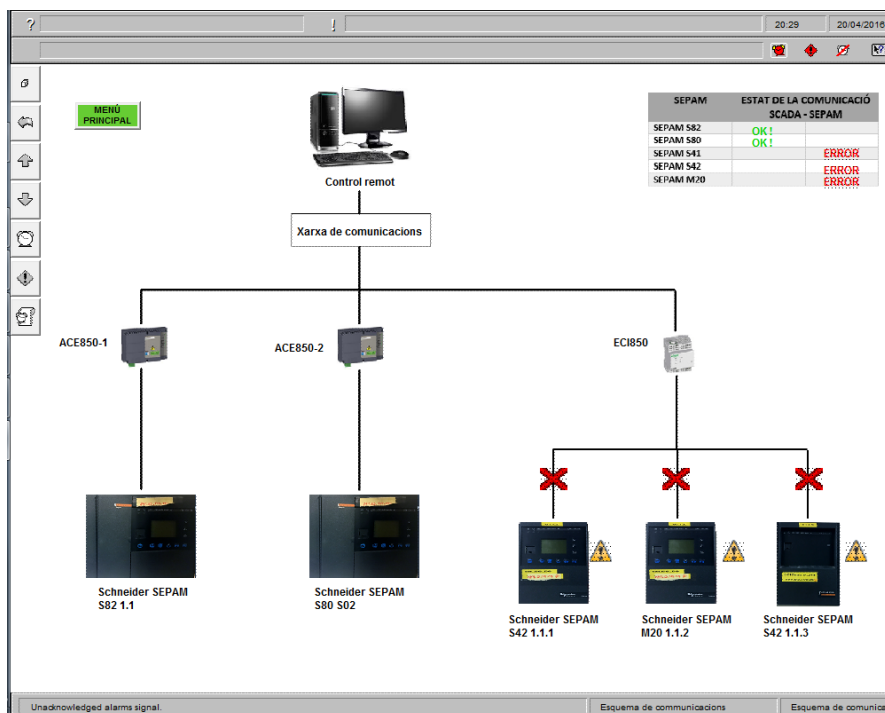 ?
!
20:29
20/04/2016
MENÚ
PRINCIPAL
SEPAM
ESTAT DE LA COMUNICACIÓ
SCADA - SEPAM
SEPAM S82 OK!
SEPAM S80 OK!
SEPAM S41 ERROR
SEPAM S42 ERROR
SEPAM M20 ERROR
Control remot
Xarxa de comunicacions
ACE850-1
ACE850-2
ECI850
Schneider SEPAM
S82 1.1
Schneider SEPAM
S80 S02
Schneider SEPAM
S42 1.1.1
Schneider SEPAM
M20 1.1.2
Schneider SEPAM
S42 1.1.3
Unacknowledged alarms signal.
Esquema de communicacions
Esquema de comunica